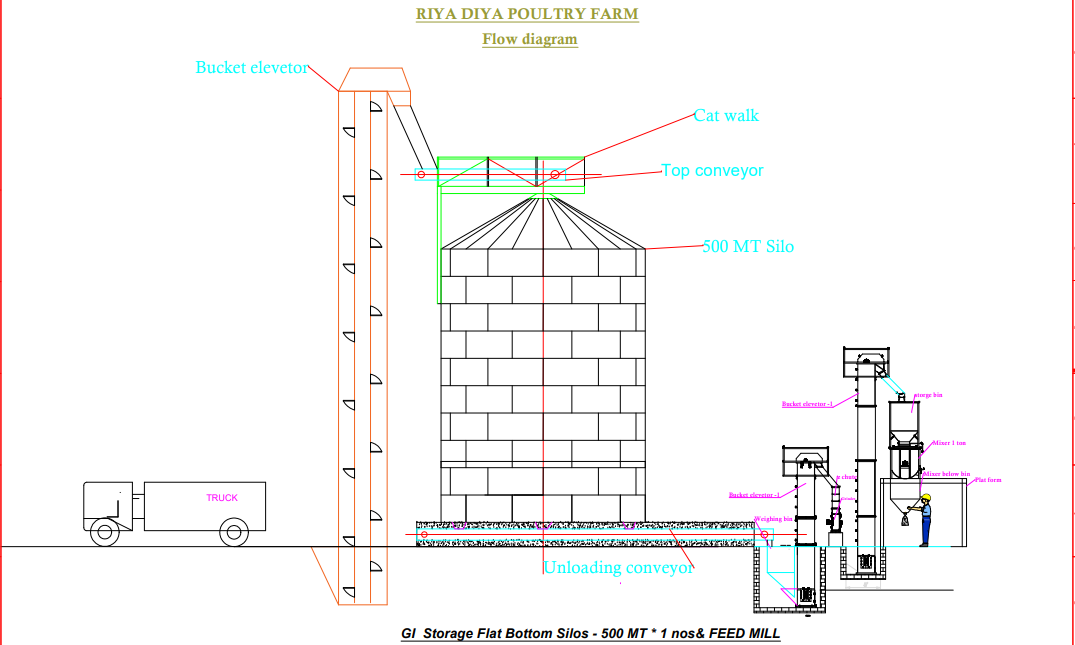 RIYA DIYA POULTRY FARM
Flow diagram
Bucket elevetor
Cat walk
Top conveyor
500 MT Silo
Bucket elevetor -1
storge bin
Mixer 1 ton
Mixer below bin
Plat form
TRUCK
Bucket elevetor -1
Weighing bin
Unloading conveyor
GI Storage Flat Bottom Silos - 500 MT * 1 nos& FEED MILL